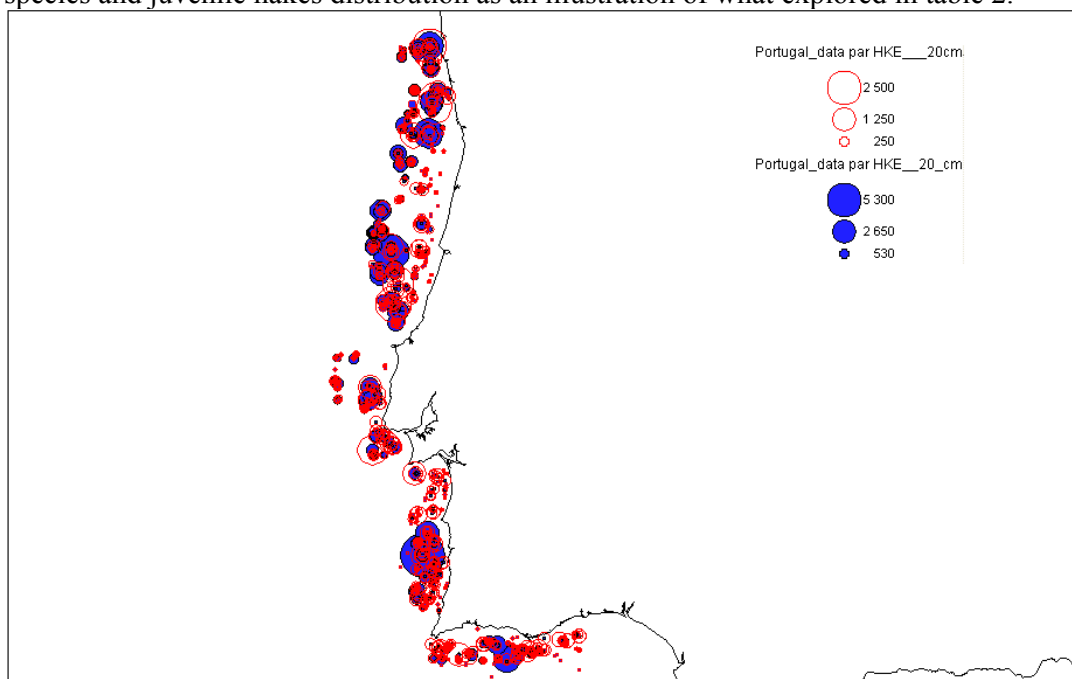 species and juvenile hakes distribution as an illustration of what explored in table 2.
Portugal_data par HKE___20cm
2 500
1 250
250
Portugal_data par HKE__20_cm
5 300
2 650
530